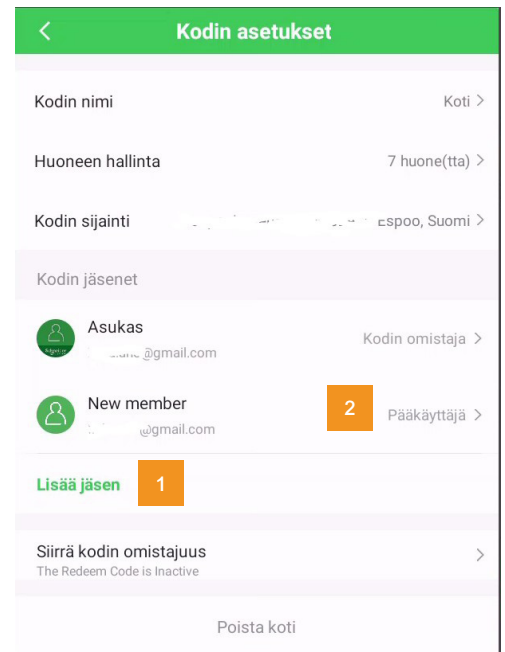 Kodin asetukset
Kodin nimi
Koti
Huoneen hallinta
7 huone(tta)
Kodin sijainti
Espoo, Suomi
Kodin jäsenet
Asukas
@gmail.com
Kodin omistaja
New member
@gmail.com
2
Pääkäyttäjä
Lisää jäsen
1
Siirrä kodin omistajuus
The Redeem Code is Inactive
Poista koti